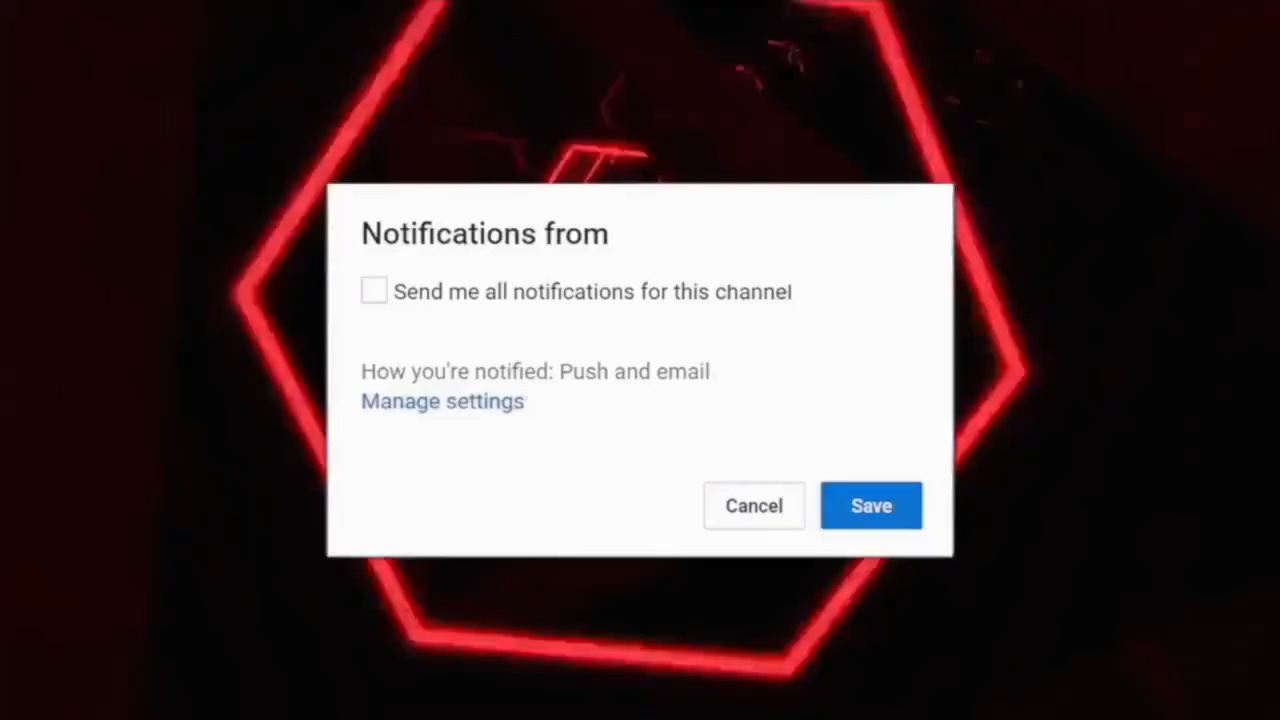 Notifications from
Send me all notifications for this channel
How you're notified: Push and email
Manage settings
Cancel
Save